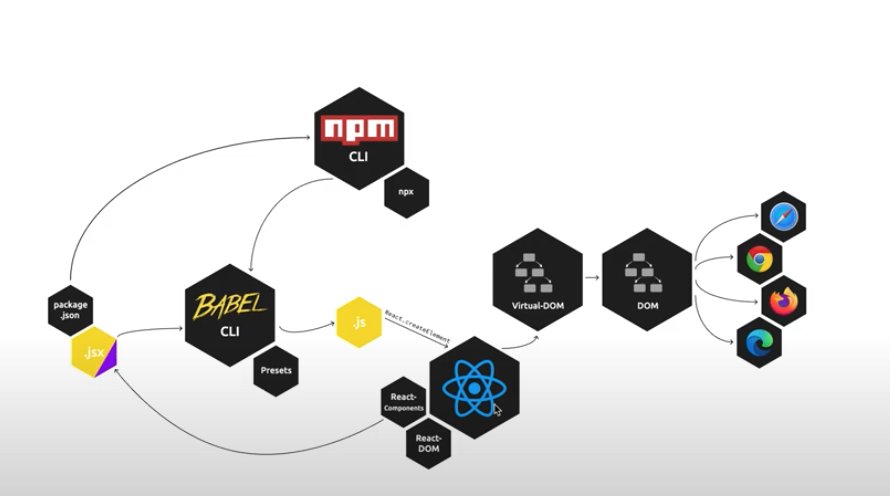 npm
CLI
npx
package
.json
.jsx
BABEL
CLI
Presets
.js
React.createElement
React-
Components
React-
DOM
Virtual-DOM
DOM